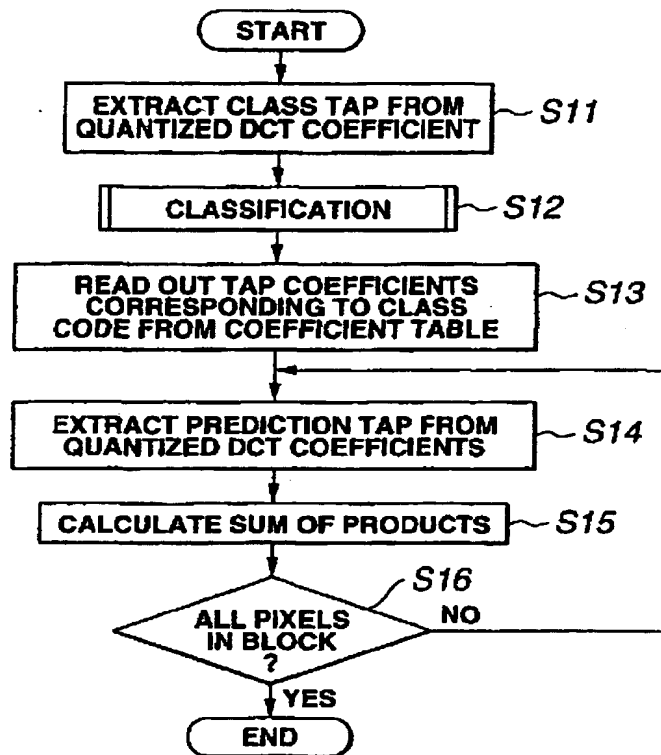 START
EXTRACT CLASS TAP FROM
QUANTIZED DCT COEFFICIENT
S11
CLASSIFICATION
S12
READ OUT TAP COEFFICIENTS
CORRESPONDING TO CLASS
CODE FROM COEFFICIENT TABLE
S13
EXTRACT PREDICTION TAP FROM
QUANTIZED DCT COEFFICIENTS
S14
CALCULATE SUM OF PRODUCTS
S15
S16
ALL PIXELS
IN BLOCK
?
NO
YES
END